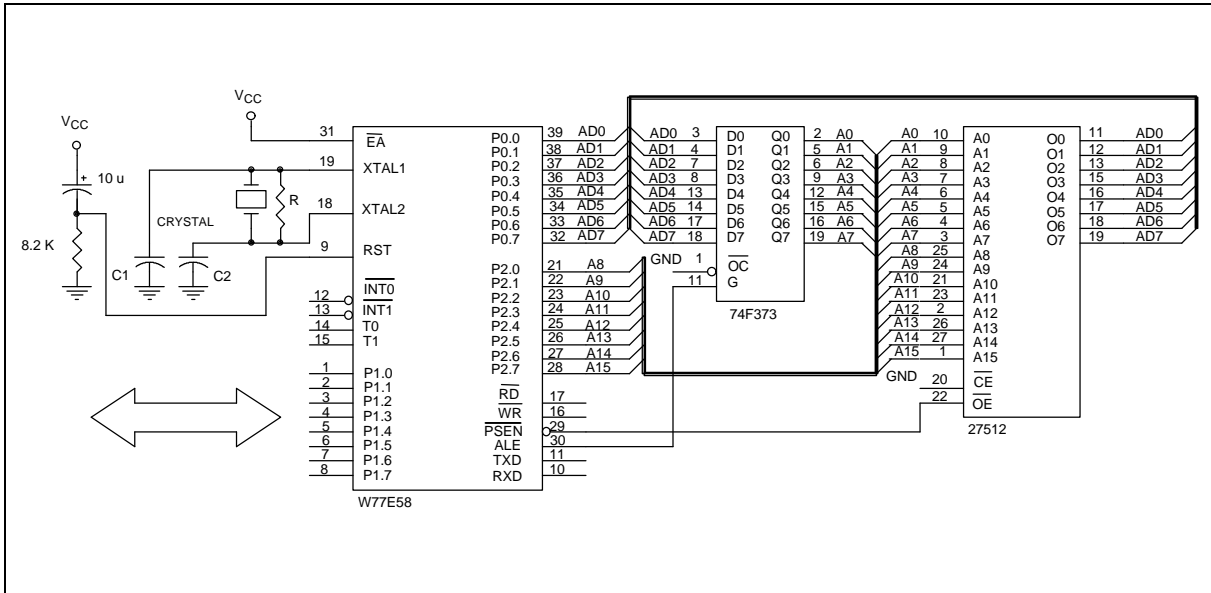 VCC
10 u
8.2 K
C1
C2
CRYSTAL
R
VCC
31 EA
19 XTAL1
18 XTAL2
9 RST
12 INT0
13 INT1
14 T0
15 T1
1 P1.0
2 P1.1
3 P1.2
4 P1.3
5 P1.4
6 P1.5
7 P1.6
8 P1.7
P0.0 39 AD0
P0.1 38 AD1
P0.2 37 AD2
P0.3 36 AD3
P0.4 35 AD4
P0.5 34 AD5
P0.6 33 AD6
P0.7 32 AD7
P2.0 21 A8
P2.1 22 A9
P2.2 23 A10
P2.3 24 A11
P2.4 25 A12
P2.5 26 A13
P2.6 27 A14
P2.7 28 A15
RD 17
WR 16
PSEN 29
ALE 30
TXD 11
RXD 10
W77E58
AD0 3 D0 Q0 2 A0
AD1 4 D1 Q1 5 A1
AD2 7 D2 Q2 6 A2
AD3 8 D3 Q3 9 A3
AD4 13 D4 Q4 12 A4
AD5 14 D5 Q5 15 A5
AD6 17 D6 Q6 16 A6
AD7 18 D7 Q7 19 A7
GND 1 OC
11 G
74F373
A0 10 A0 O0 11 AD0
A1 9 A1 O1 12 AD1
A2 8 A2 O2 13 AD2
A3 7 A3 O3 15 AD3
A4 6 A4 O4 16 AD4
A5 5 A5 O5 17 AD5
A6 4 A6 O6 18 AD6
A7 3 A7 O7 19 AD7
A8 25 A8
A9 24 A9
A10 21 A10
A11 23 A11
A12 2 A12
A13 26 A13
A14 27 A14
A15 1 A15
GND 20 CE
22 OE
27512